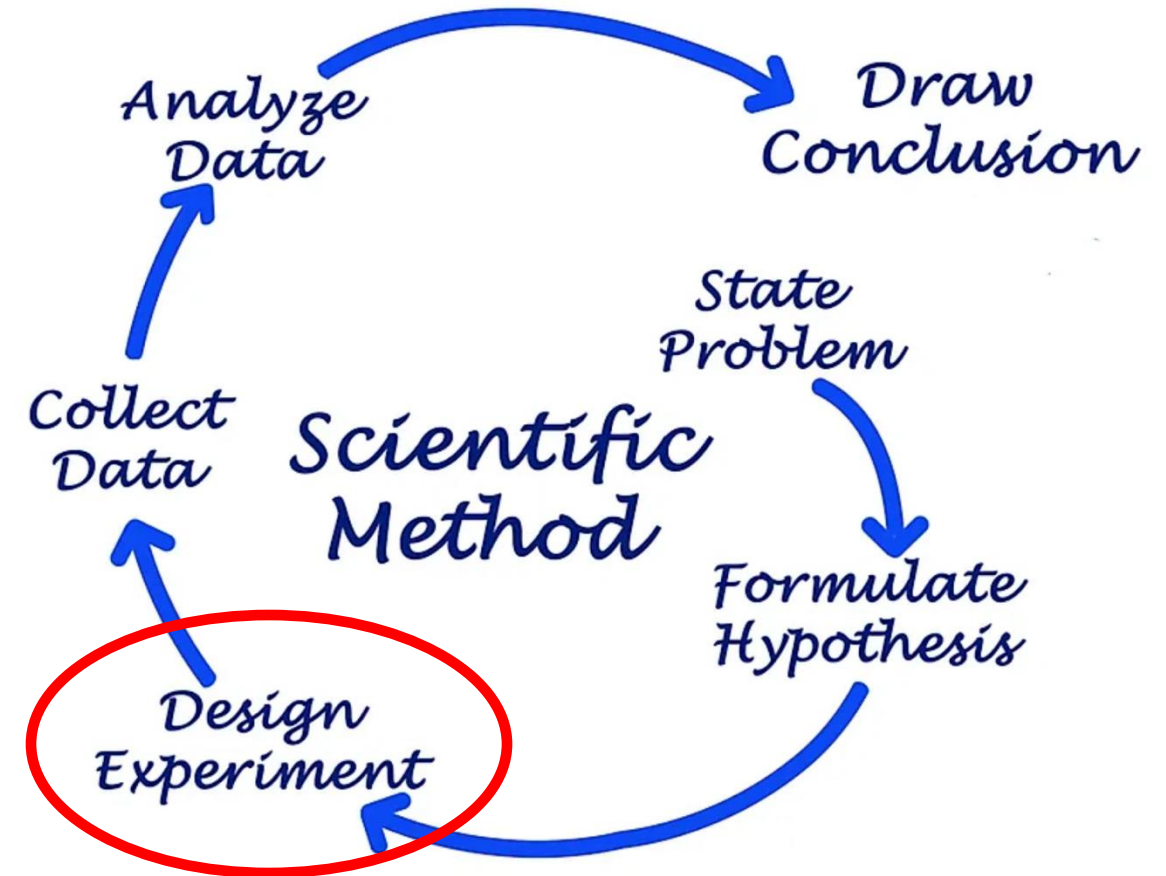 Analyze
Data
Draw
Conclusion
State
Problem
Collect
Data
Scientific
Method
Formulate
Hypothesis
Design
Experiment